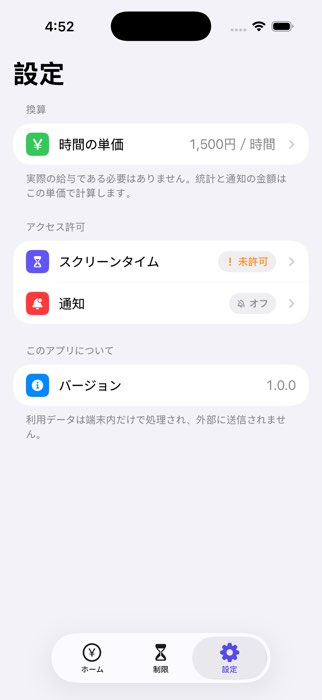 4:52
設定
換算
¥ 時間の単価 1,500円 / 時間
実際の給与である必要はありません。統計と通知の金額は
この単価で計算します。
アクセス許可
スクリーンタイム ! 未許可
通知 オフ
このアプリについて
バージョン 1.0.0
利用データは端末内だけで処理され、外部に送信されませ
ん。
¥
ホーム 制限 設定